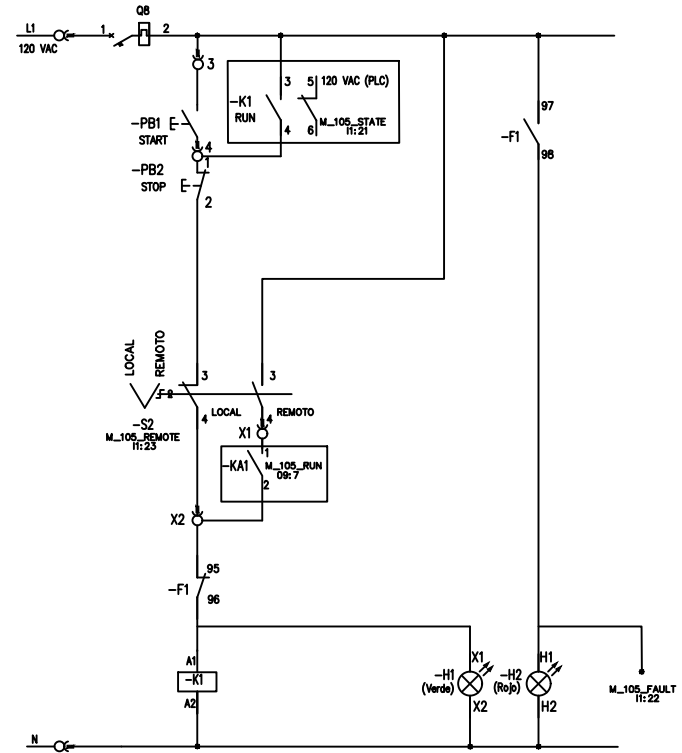 Q8
L1
1
2
120 VAC
3
3
5
120 VAC (PLC)
-K1
RUN
97
-PB1
START
4
6
M_105_STATE
I1:21
-F1
4
98
-PB2
1
STOP
2
LOCAL
REMOTO
3
3
LOCAL
REMOTO
4
4
-S2
M_105_REMOTE
I1:23
X1
1
-KA1
M_105_RUN
O9:7
2
X2
95
-F1
96
A1
-K1
A2
X1
-H1
(Verde)
X2
H1
-H2
(Rojo)
H2
M_105_FAULT
I1:22
N